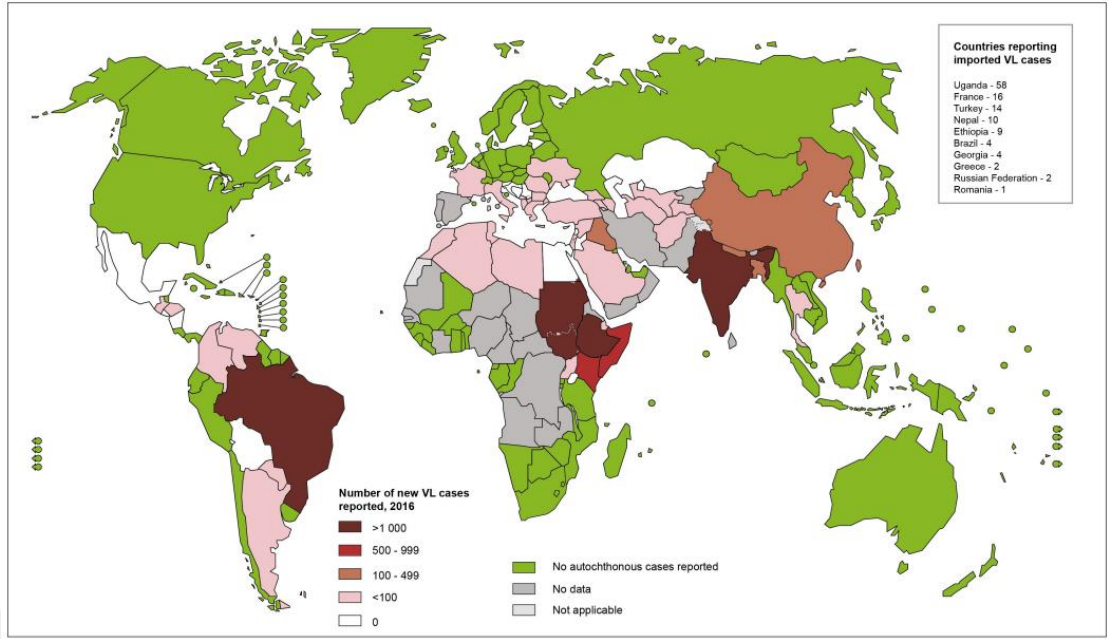 Countries reporting
imported VL cases
Uganda - 58
France - 16
Turkey - 14
Nepal - 10
Ethiopia - 9
Brazil - 4
Georgia - 4
Greece - 2
Russian Federation - 2
Romania - 1
Number of new VL cases
reported, 2016
>1 000
500 - 999
100 - 499
<100
0
No autochthonous cases reported
No data
Not applicable